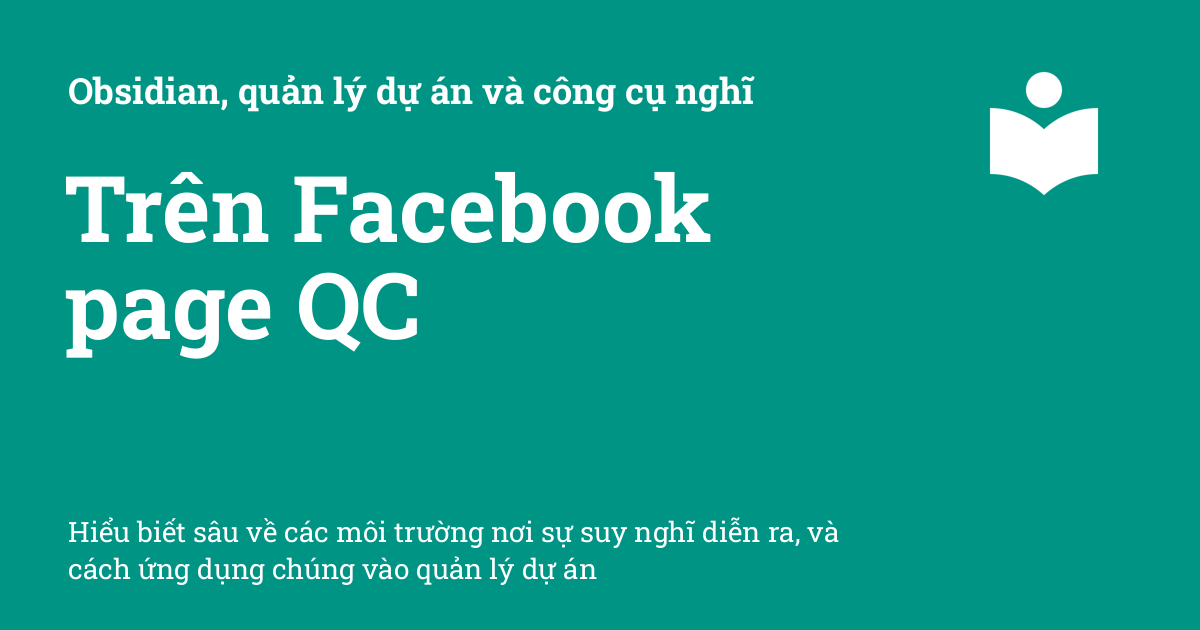 Obsidian, quản lý dự án và công cụ nghĩ
Trên Facebook
page QC
Hiểu biết sâu về các môi trường nơi sự suy nghĩ diễn ra, và
cách ứng dụng chúng vào quản lý dự án